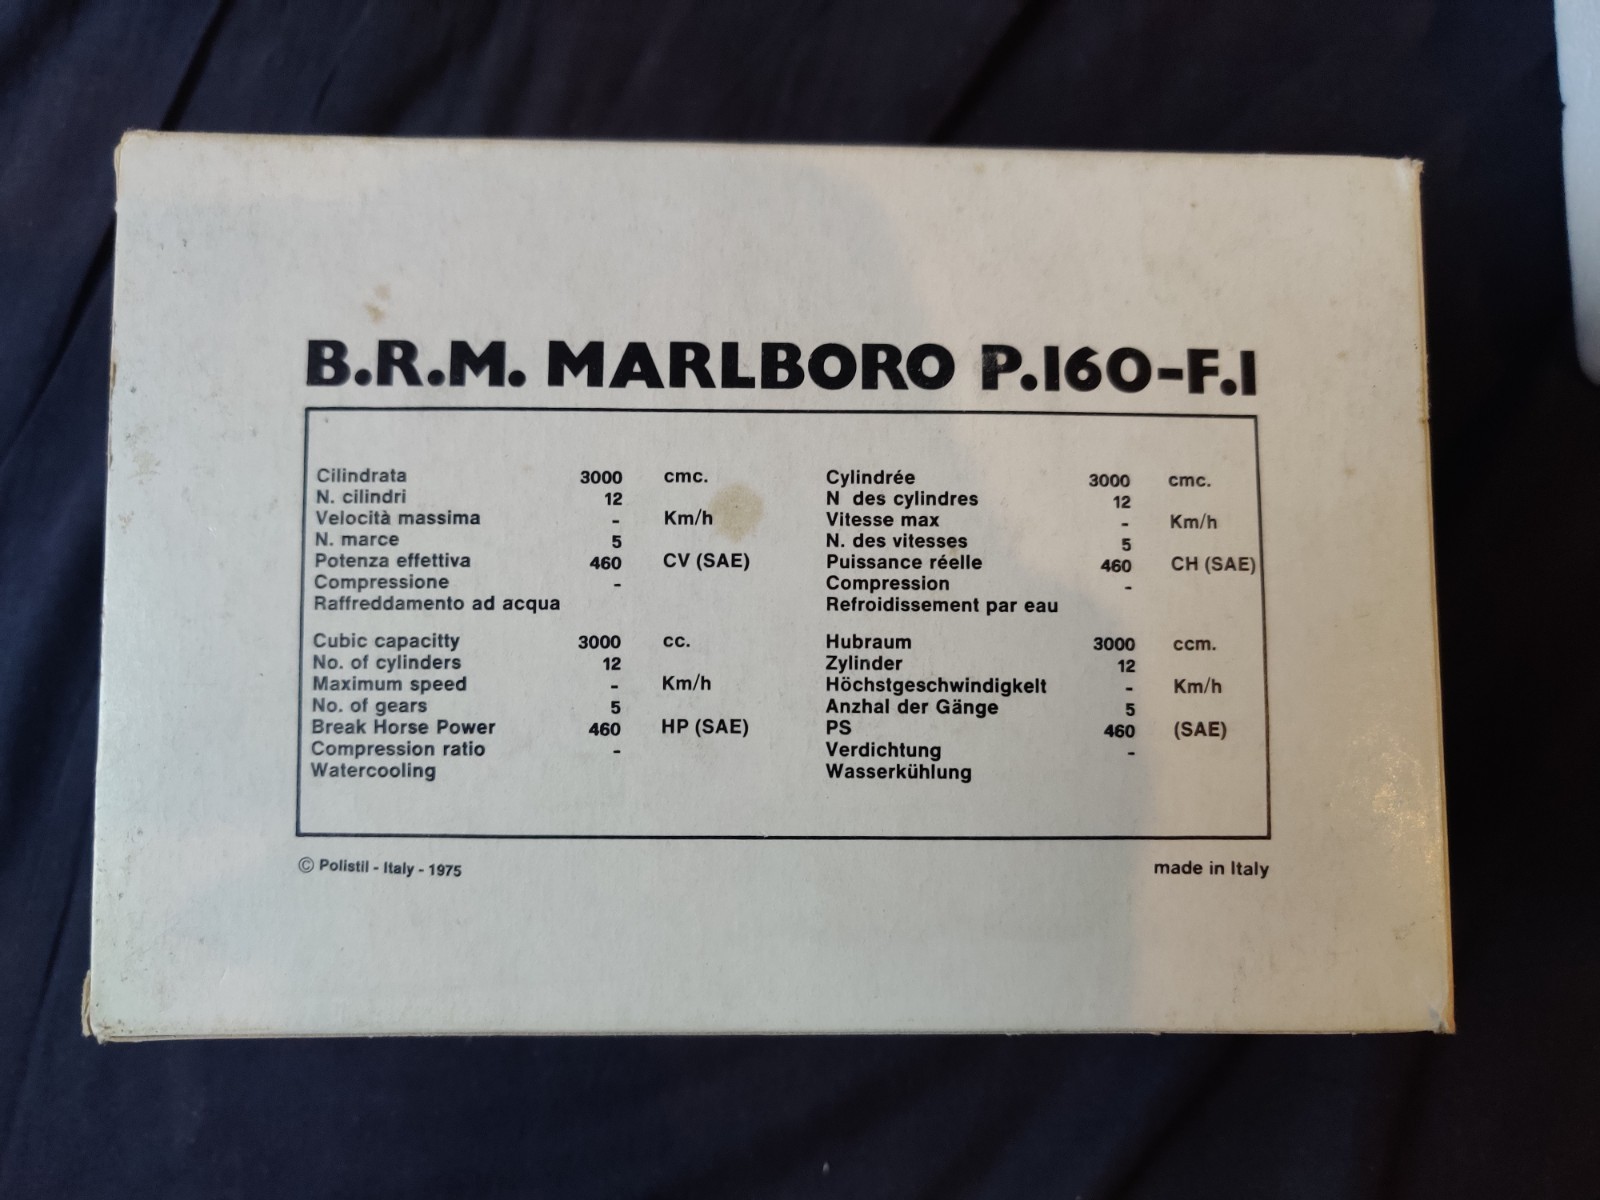 B.R.M. MARLBORO P.160-F.1
Cilindrata 3000 cmc.
N. cilindri 12
Velocità massima - Km/h
N. marce 5
Potenza effettiva 460 CV (SAE)
Compressione -
Raffreddamento ad acqua
Cylindrée 3000 cmc.
N des cylindres 12
Vitesse max - Km/h
N. des vitesses 5
Puissance réelle 460 CH (SAE)
Compression -
Refroidissement par eau
Cubic capacitty 3000 cc.
No. of cylinders 12
Maximum speed - Km/h
No. of gears 5
Break Horse Power 460 HP (SAE)
Compression ratio -
Watercooling
Hubraum 3000 ccm.
Zylinder 12
Höchstgeschwindigkelt - Km/h
Anzhal der Gänge 5
PS 460 (SAE)
Verdichtung -
Wasserkühlung
© Polistil - Italy - 1975
made in Italy